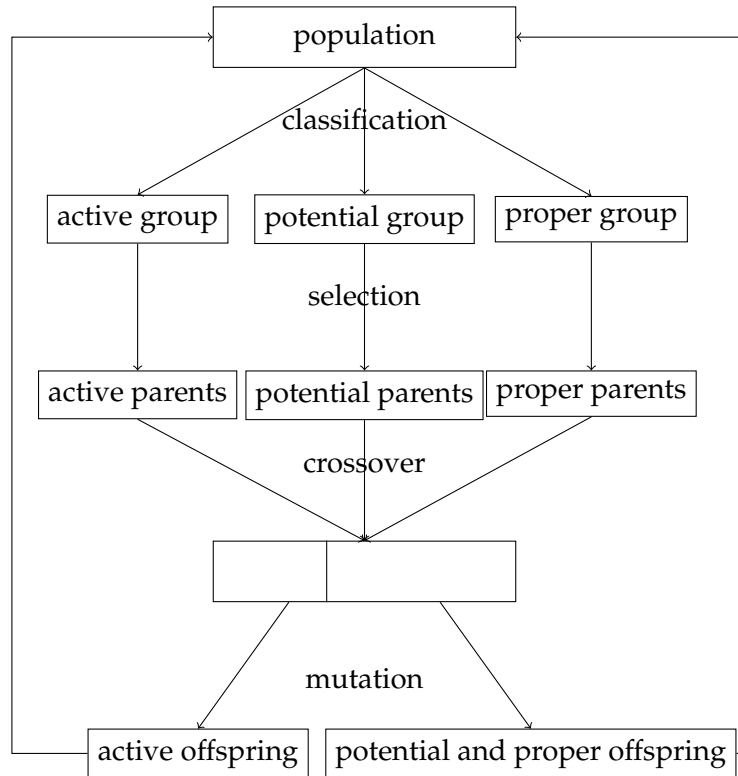 population
classification
active group
potential group
proper group
selection
active parents
potential parents
proper parents
crossover
mutation
active offspring
potential and proper offspring